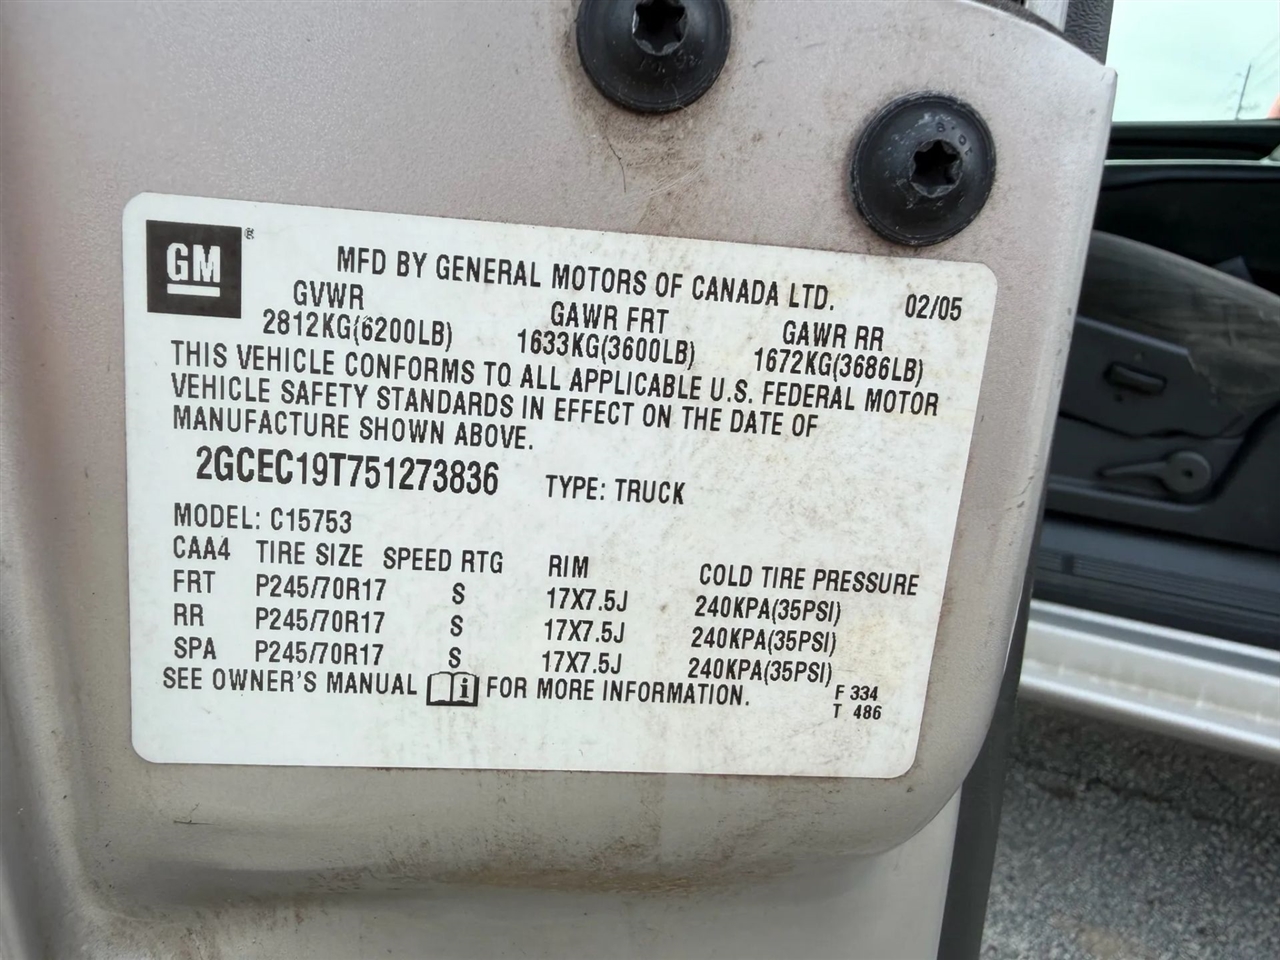 GM ®
MFD BY GENERAL MOTORS OF CANADA LTD. 02/05
GVWR GAWR FRT GAWR RR
2812KG(6200LB) 1633KG(3600LB) 1672KG(3686LB)
THIS VEHICLE CONFORMS TO ALL APPLICABLE U.S. FEDERAL MOTOR
VEHICLE SAFETY STANDARDS IN EFFECT ON THE DATE OF
MANUFACTURE SHOWN ABOVE.
2GCEC19T751273836 TYPE: TRUCK
MODEL: C15753
CAA4 TIRE SIZE SPEED RTG RIM COLD TIRE PRESSURE
FRT P245/70R17 S 17X7.5J 240KPA(35PSI)
RR P245/70R17 S 17X7.5J 240KPA(35PSI)
SPA P245/70R17 S 17X7.5J 240KPA(35PSI)
SEE OWNER'S MANUAL i FOR MORE INFORMATION.
F 334
T 486